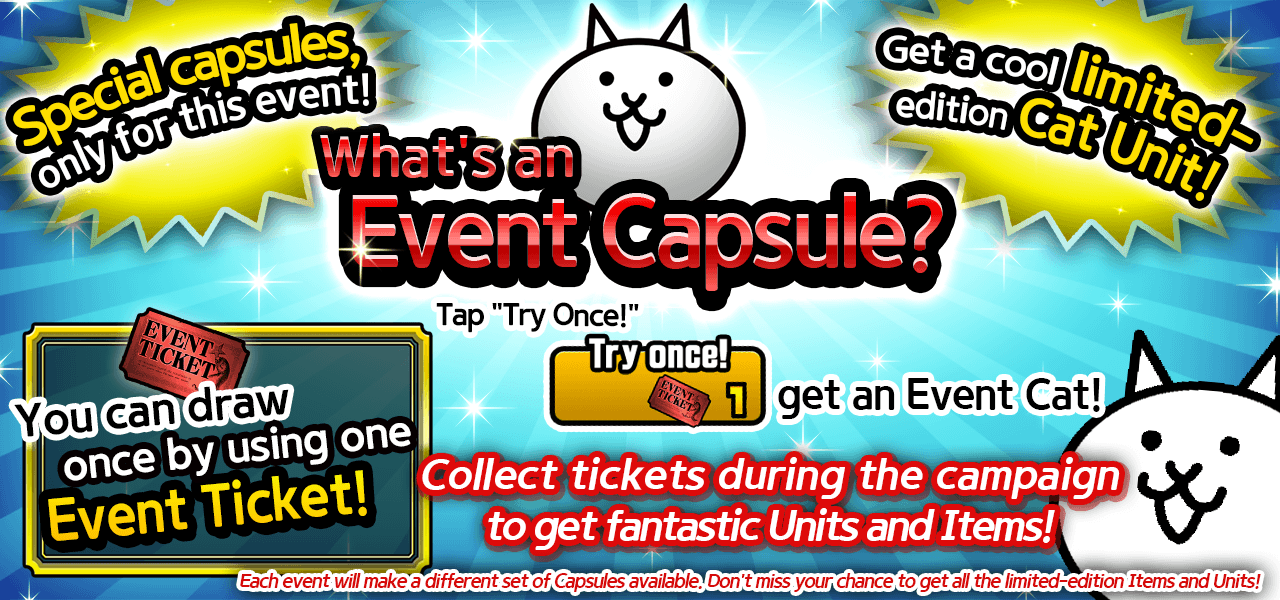 Special capsules,
only for this event!
Get a cool limited-
edition Cat Unit!
What's an
Event Capsule?
Tap "Try Once!"
Try once!
EVENT
TICKET
1
get an Event Cat!
EVENT
TICKET
You can draw
once by using one
Event Ticket!
Collect tickets during the campaign
to get fantastic Units and Items!
Each event will make a different set of Capsules available. Don't miss your chance to get all the limited-edition Items and Units!